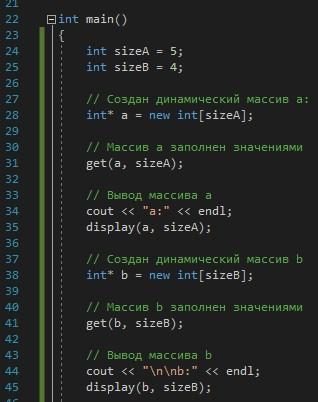 21
22 int main()
23 {
24 int sizeA = 5;
25 int sizeB = 4;
26
27 // Создан динамический массив a:
28 int* a = new int[sizeA];
29
30 // Массив a заполнен значениями
31 get(a, sizeA);
32
33 // Вывод массива a
34 cout << "a:" << endl;
35 display(a, sizeA);
36
37 // Создан динамический массив b
38 int* b = new int[sizeB];
39
40 // Массив b заполнен значениями
41 get(b, sizeB);
42
43 // Вывод массива b
44 cout << "\n\nb:" << endl;
45 display(b, sizeB);
46